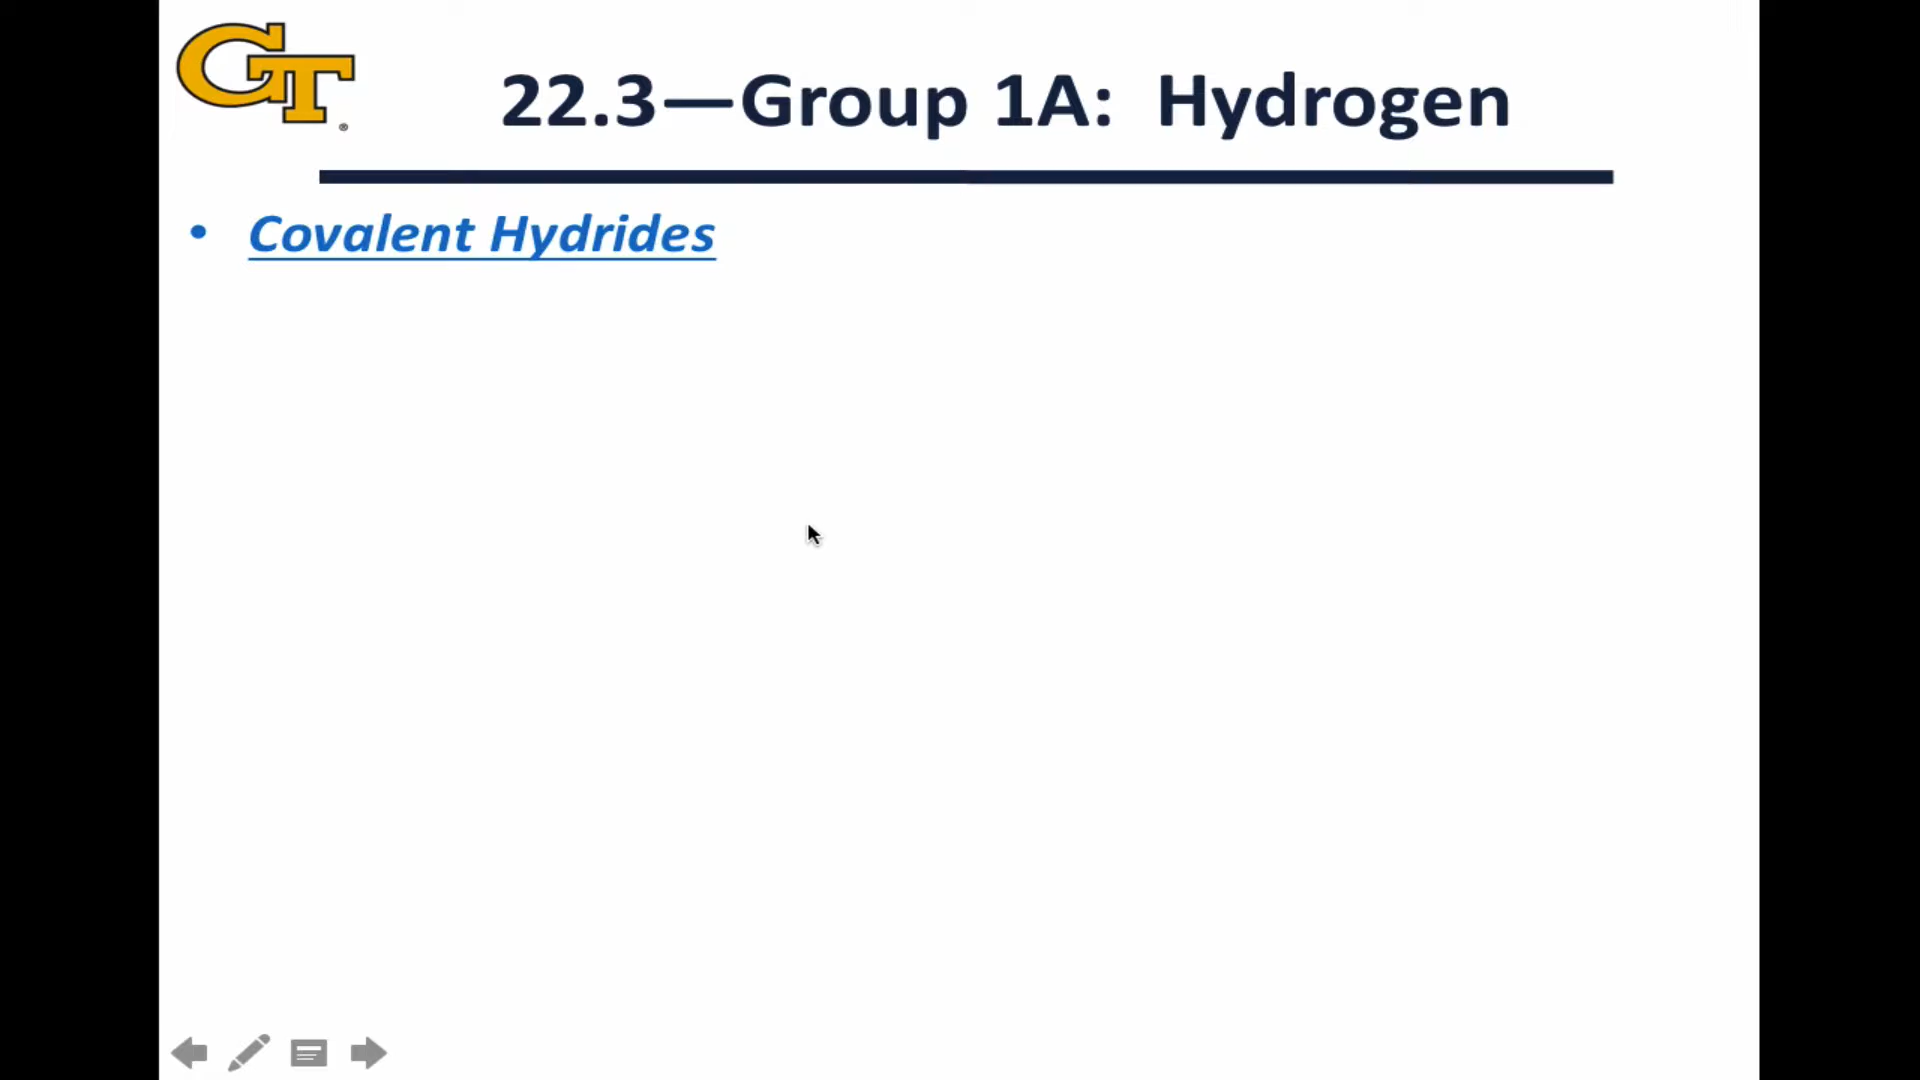 GT
®
22.3—Group 1A: Hydrogen
• Covalent Hydrides